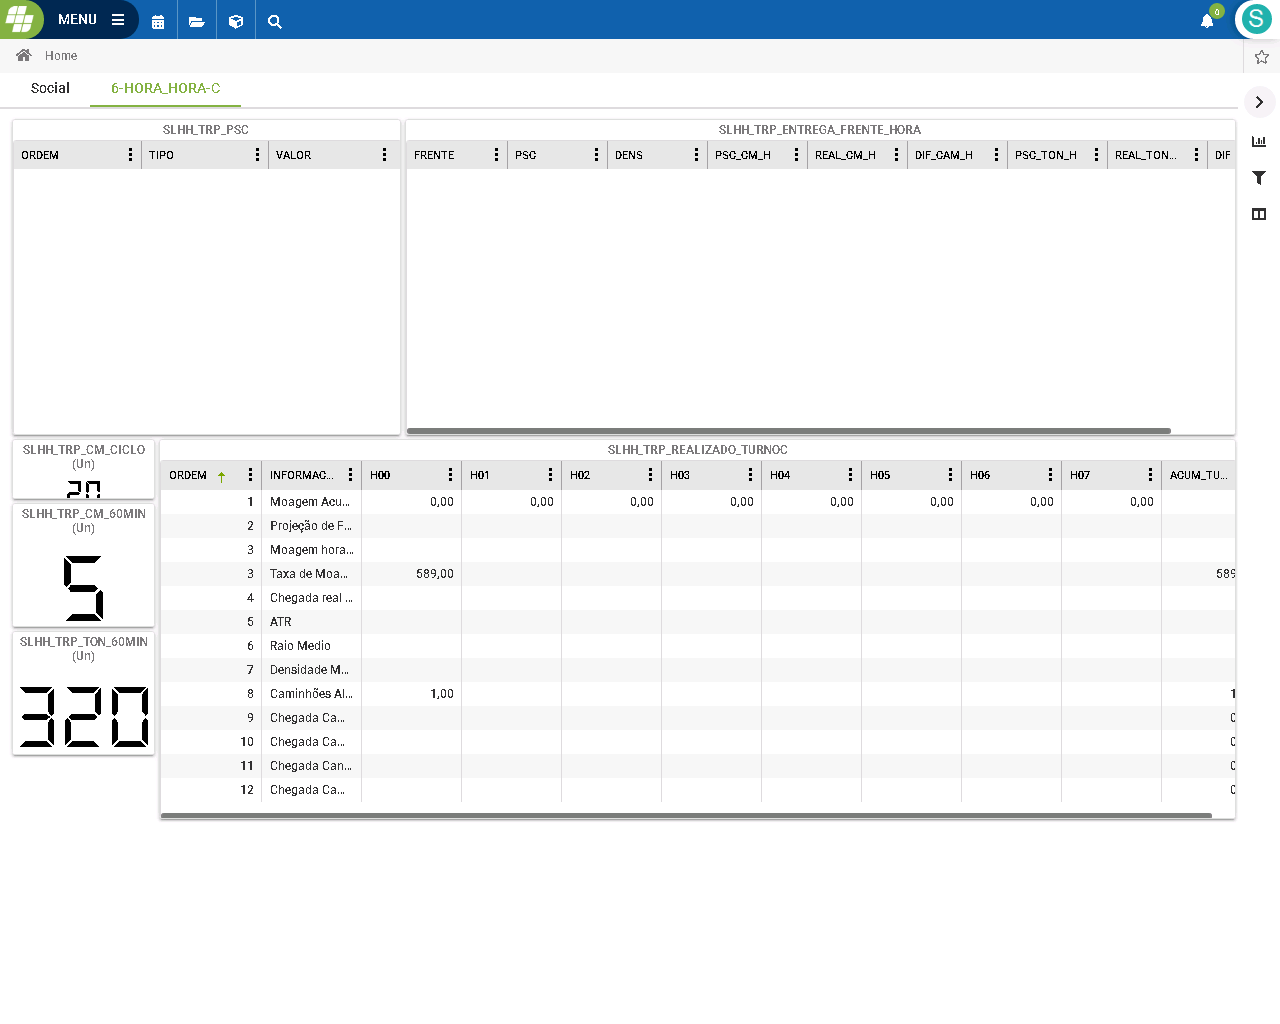 MENU
0
S
Home
Social
6-HORA_HORA-C
SLHH_TRP_PSC
ORDEM TIPO VALOR
SLHH_TRP_ENTREGA_FRENTE_HORA
FRENTE PSC DENS PSC_CM_H REAL_CM_H DIF_CAM_H PSC_TON_H REAL_TON... DIF
SLHH_TRP_CM_CICLO
(Un)
20
SLHH_TRP_CM_60MIN
(Un)
5
SLHH_TRP_TON_60MIN
(Un)
320
SLHH_TRP_REALIZADO_TURNOC
ORDEM INFORMAC... H00 H01 H02 H03 H04 H05 H06 H07 ACUM_TU...
1 Moagem Acu... 0,00 0,00 0,00 0,00 0,00 0,00 0,00 0,00
2 Projeção de F...
3 Moagem hora...
3 Taxa de Moa... 589,00 589
4 Chegada real ...
5 ATR
6 Raio Medio
7 Densidade M...
8 Caminhões Al... 1,00 1
9 Chegada Ca... 0
10 Chegada Ca... 0
11 Chegada Can... 0
12 Chegada Ca... 0